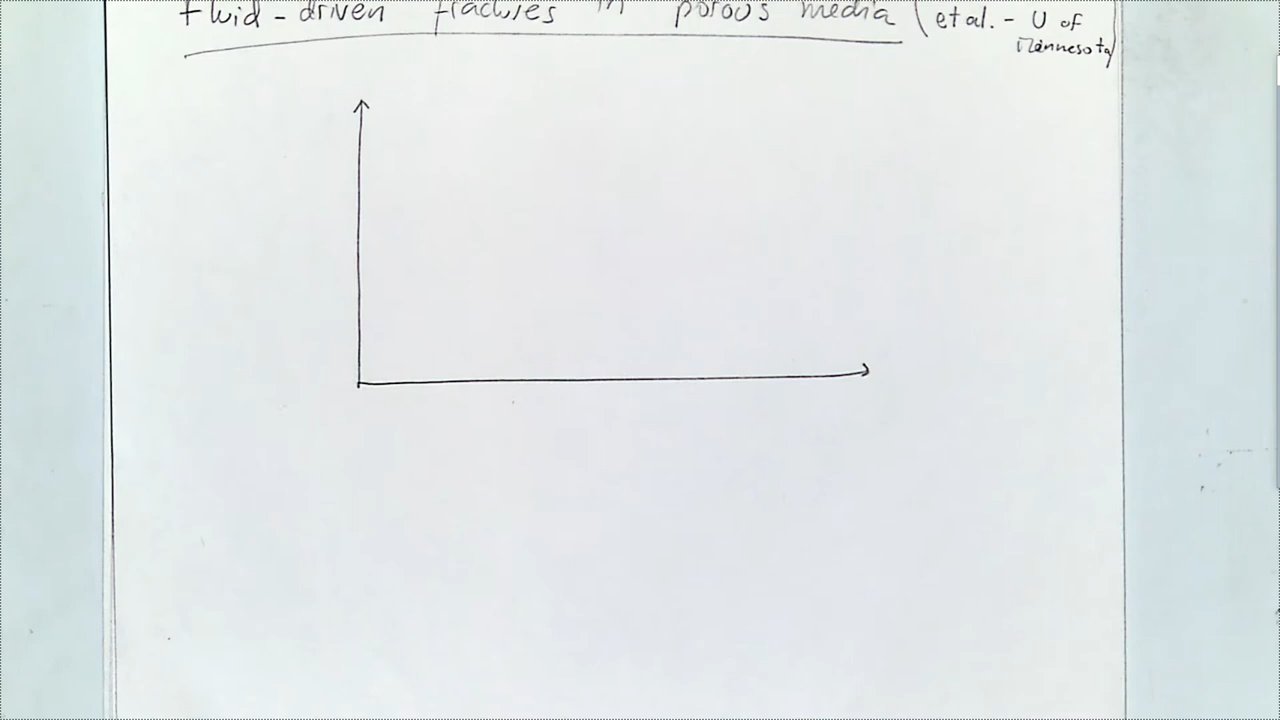 Fluid-driven fractures in porous media (et al. - U of
Minnesota)